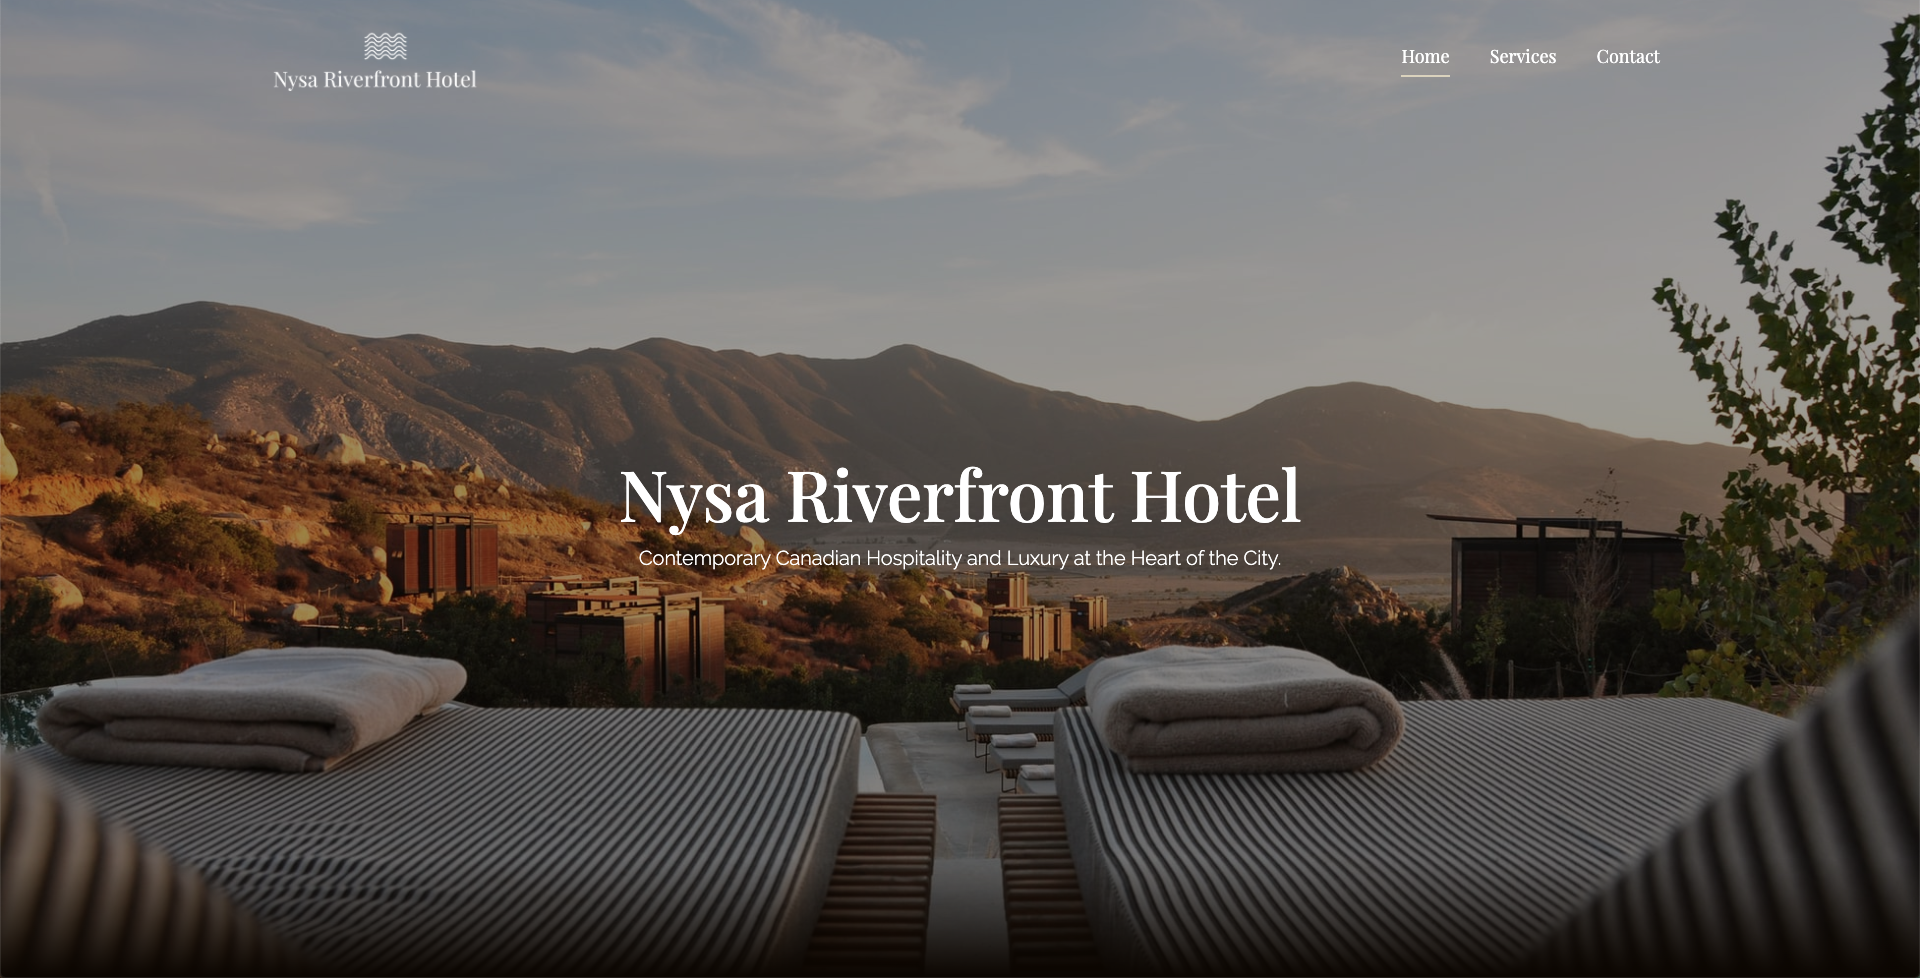 Nysa Riverfront Hotel
Home Services Contact
Nysa Riverfront Hotel
Contemporary Canadian Hospitality and Luxury at the Heart of the City.